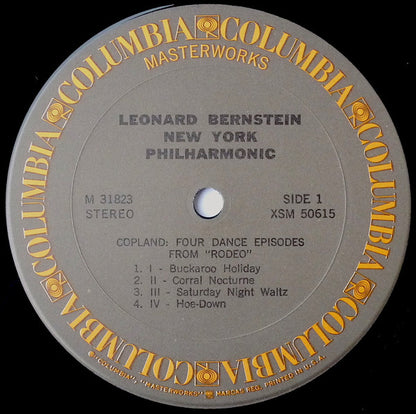 COLUMBIA COLUMBIA COLUMBIA COLUMBIA COLUMBIA COLUMBIA
MASTERWORKS
LEONARD BERNSTEIN
NEW YORK
PHILHARMONIC
M 31823
STEREO
SIDE 1
XSM 50615
COPLAND: FOUR DANCE EPISODES
FROM "RODEO"
1. I - Buckaroo Holiday
2. II - Corral Nocturne
3. III - Saturday Night Waltz
4. IV - Hoe-Down
"COLUMBIA", "MASTERWORKS", MARCAS REG. PRINTED IN U.S.A.